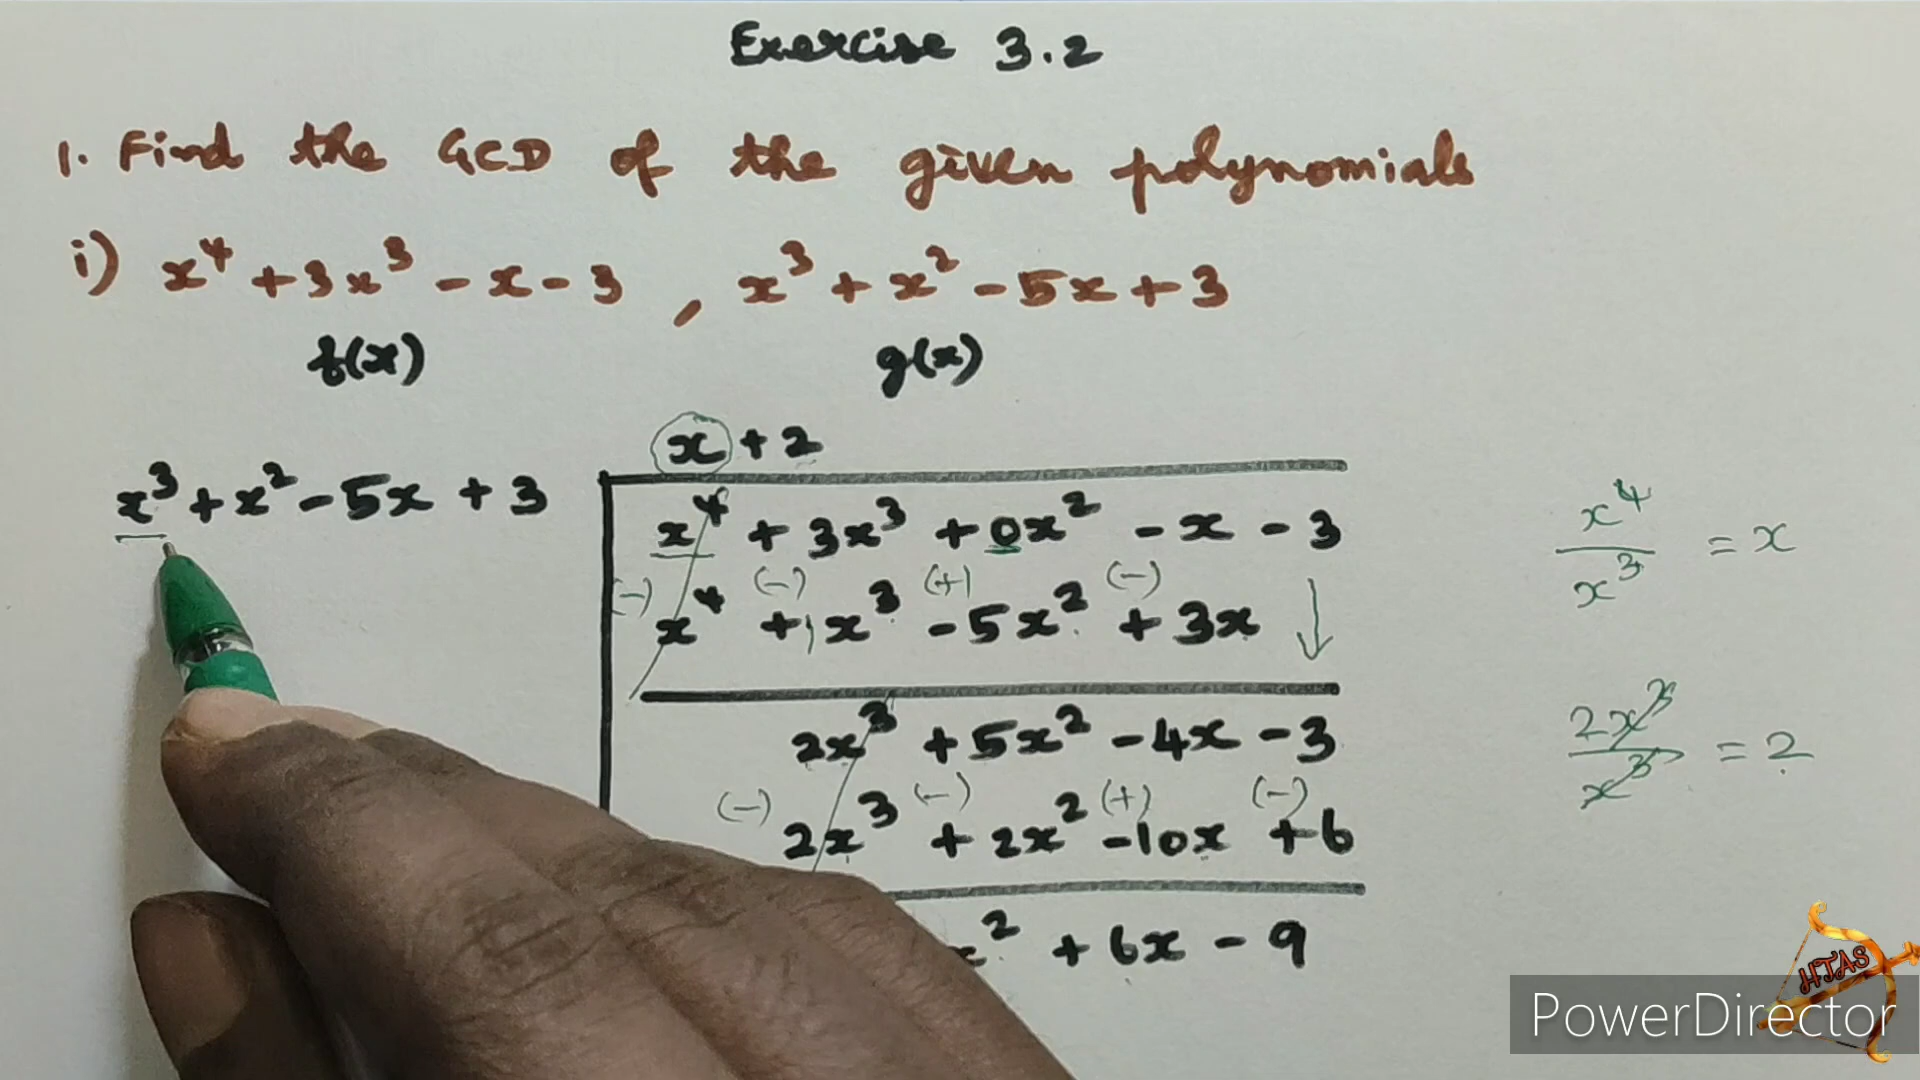 Exercise 3.2
1. Find the GCD of the given polynomials
i) x⁴ + 3x³ - x - 3 , x³ + x² - 5x + 3
f(x) g(x)
x + 2
x³ + x² - 5x + 3
x⁴ + 3x³ + 0x² - x - 3
(-) (-) (+) (-)
x⁴ + 1x³ - 5x² + 3x ↓
2x³ + 5x² - 4x - 3
(-) (-) (+) (-)
2x³ + 2x² - 10x + 6
x² + 6x - 9
x⁴/x³ = x
2x³/x³ = 2
HTAS
PowerDirector